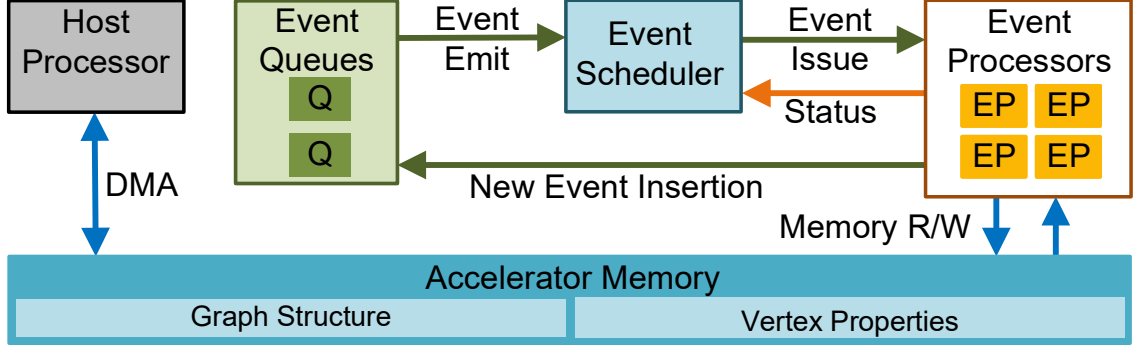 Host
Processor
Event
Queues
Q
Q
Event
Emit
Event
Scheduler
Event
Issue
Status
Event
Processors
EP EP
EP EP
New Event Insertion
DMA
Memory R/W
Accelerator Memory
Graph Structure
Vertex Properties